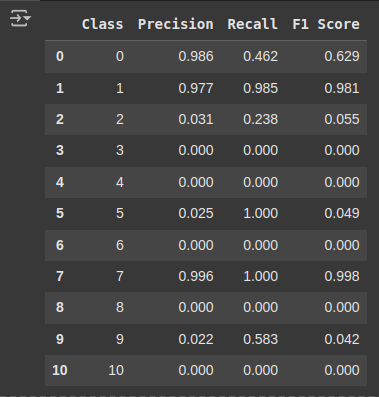 Class Precision Recall F1 Score
0 0 0.986 0.462 0.629
1 1 0.977 0.985 0.981
2 2 0.031 0.238 0.055
3 3 0.000 0.000 0.000
4 4 0.000 0.000 0.000
5 5 0.025 1.000 0.049
6 6 0.000 0.000 0.000
7 7 0.996 1.000 0.998
8 8 0.000 0.000 0.000
9 9 0.022 0.583 0.042
10 10 0.000 0.000 0.000